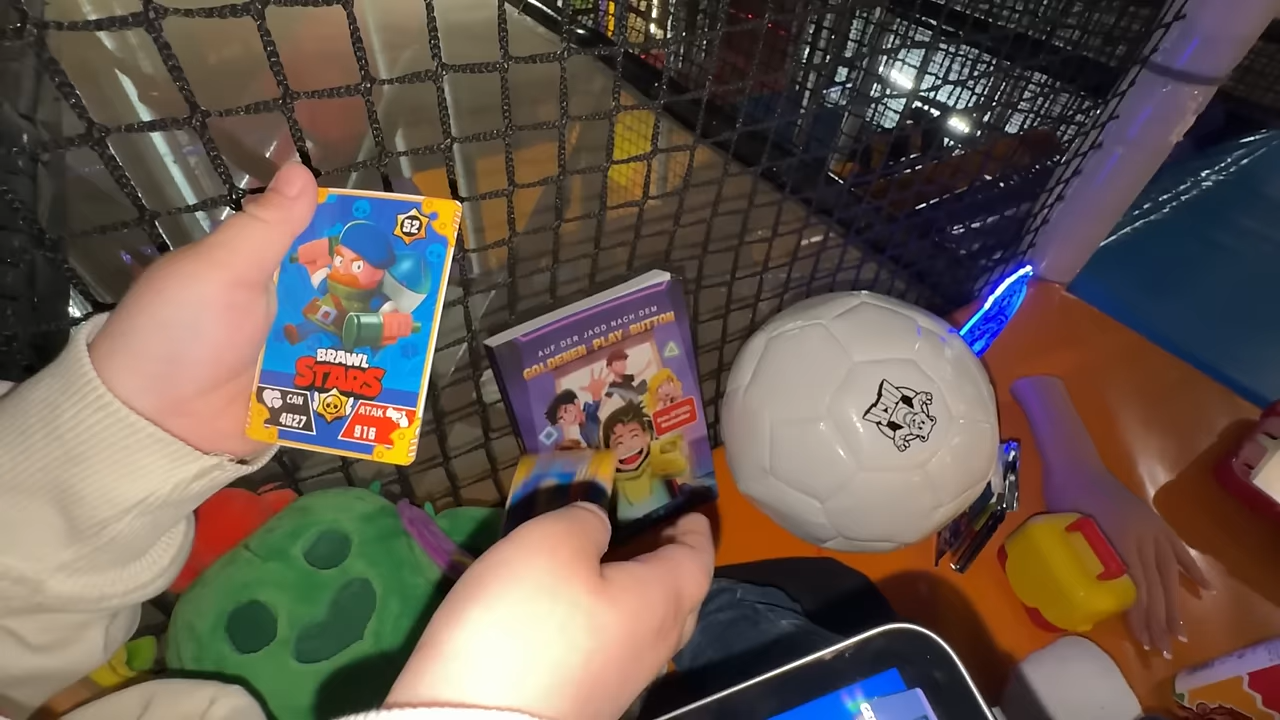 52
BRAWL
STARS
CAN
4627
ATAK
916
AUF DER JAGD NACH DEM
GOLDENEN PLAY BUTTON